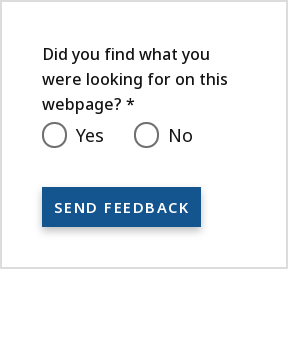 Did you find what you
were looking for on this
webpage? *
Yes No
SEND FEEDBACK